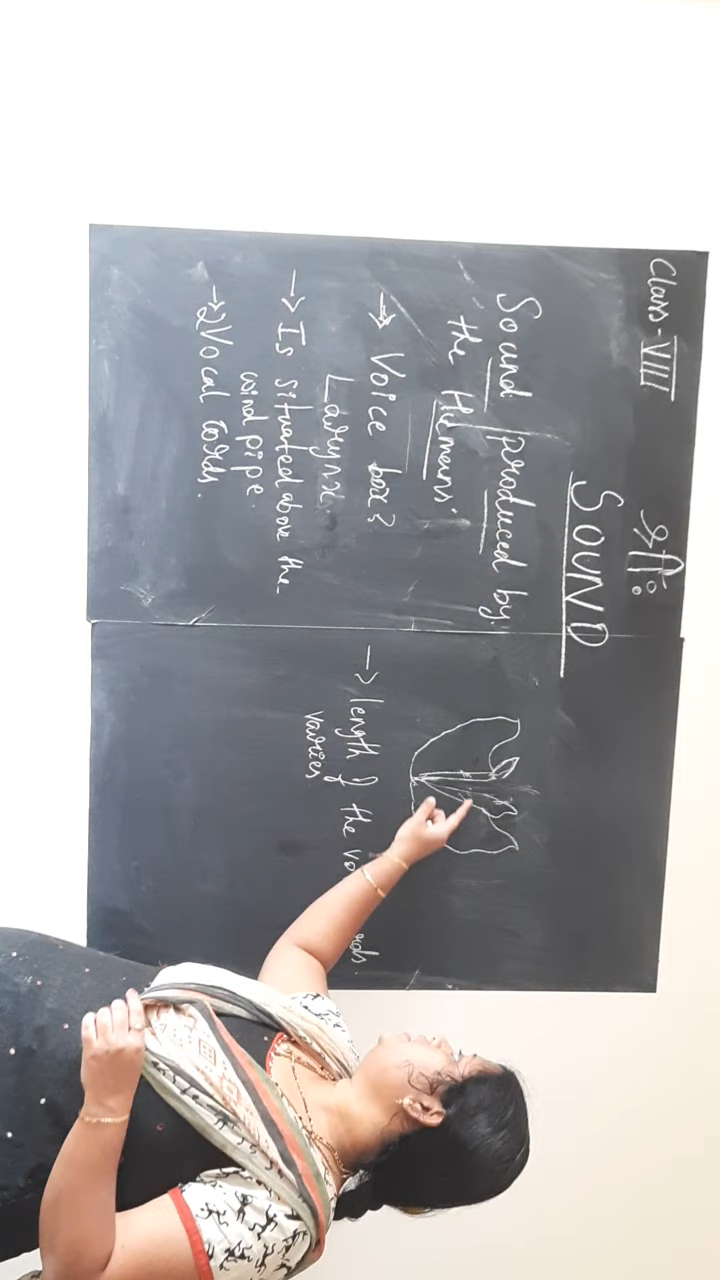 Class-VIII
SOUND
Sound produced by
the Humans'
→ Voice box?
Larynx
→ Is situated above the
wind pipe.
→ 2 Vocal Cords.
→ length of the
varies